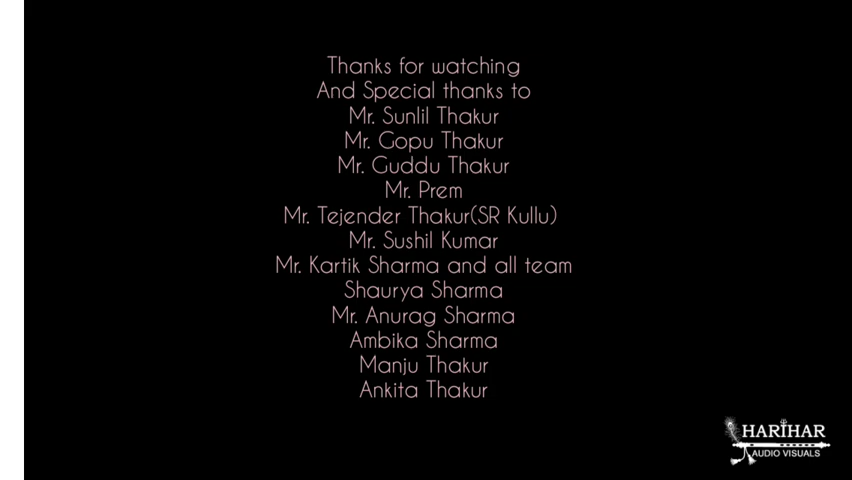 Thanks for watching
And Special thanks to
Mr. Sunlil Thakur
Mr. Gopu Thakur
Mr. Guddu Thakur
Mr. Prem
Mr. Tejender Thakur(SR Kullu)
Mr. Sushil Kumar
Mr. Kartik Sharma and all team
Shaurya Sharma
Mr. Anurag Sharma
Ambika Sharma
Manju Thakur
Ankita Thakur
HARIHAR
AUDIO VISUALS